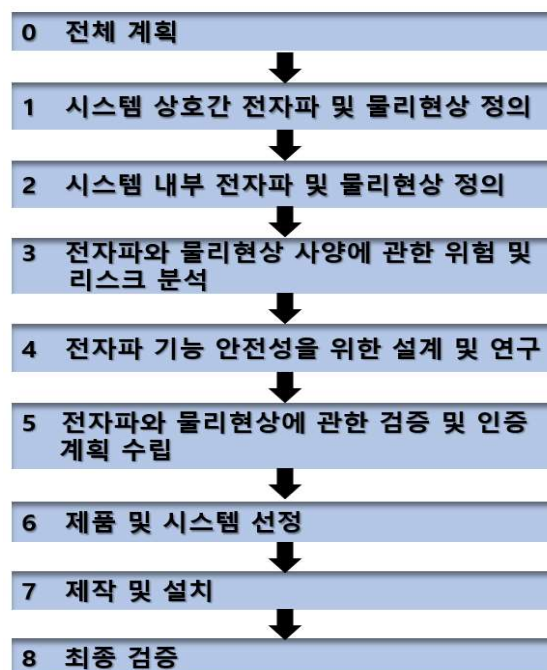 0 전체 계획
1 시스템 상호간 전자파 및 물리현상 정의
2 시스템 내부 전자파 및 물리현상 정의
3 전자파와 물리현상 사양에 관한 위험 및
리스크 분석
4 전자파 기능 안전성을 위한 설계 및 연구
5 전자파와 물리현상에 관한 검증 및 인증
계획 수립
6 제품 및 시스템 선정
7 제작 및 설치
8 최종 검증